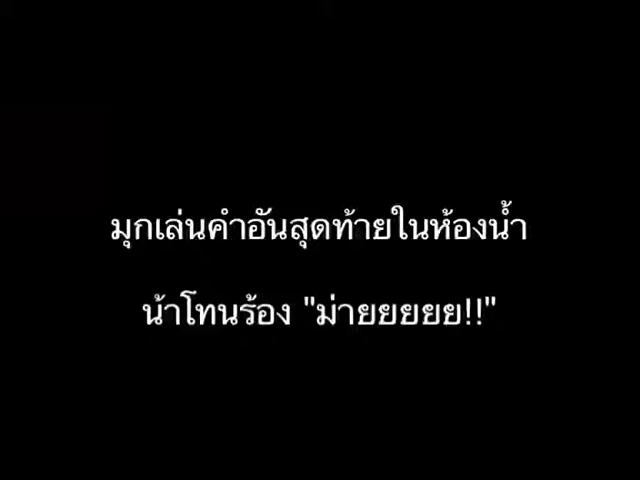 มุกเล่นคำอันสุดท้ายในห้องน้ำ
น้าโทนร้อง "ม่ายยยยย!!"